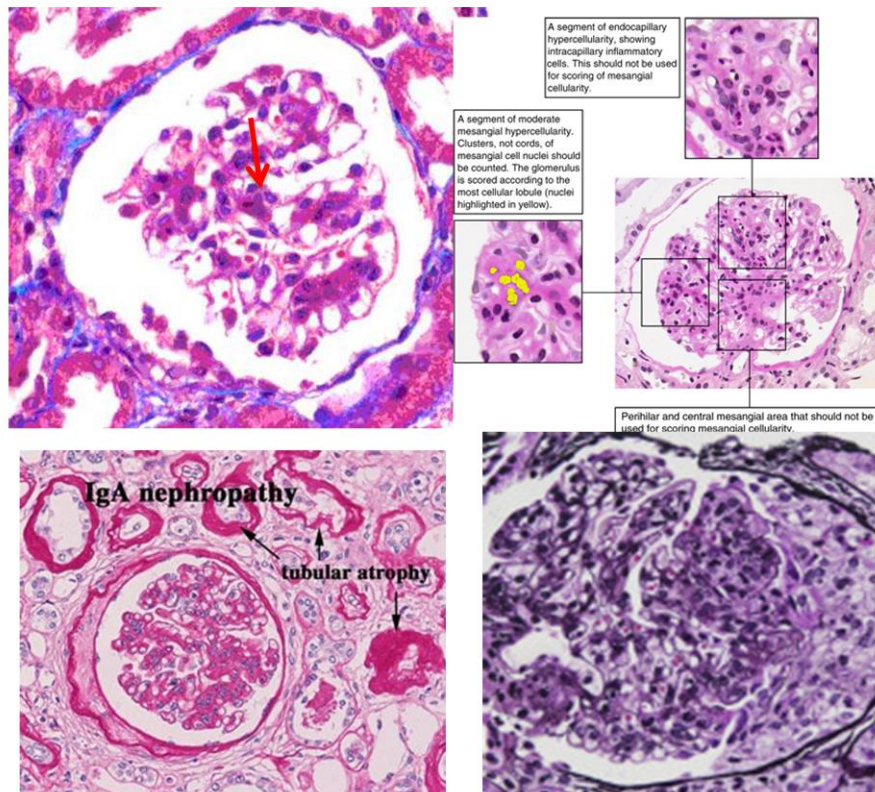 A segment of endocapillary
hypercellularity, showing
intracapillary inflammatory
cells. This should not be used
for scoring of mesangial
cellularity.
A segment of moderate
mesangial hypercellularity.
Clusters, not cords, of
mesangial cell nuclei should
be counted. The glomerulus
is scored according to the
most cellular lobule (nuclei
highlighted in yellow).
Perihilar and central mesangial area that should not be
used for scoring mesangial cellularity.
IgA nephropathy
tubular atrophy